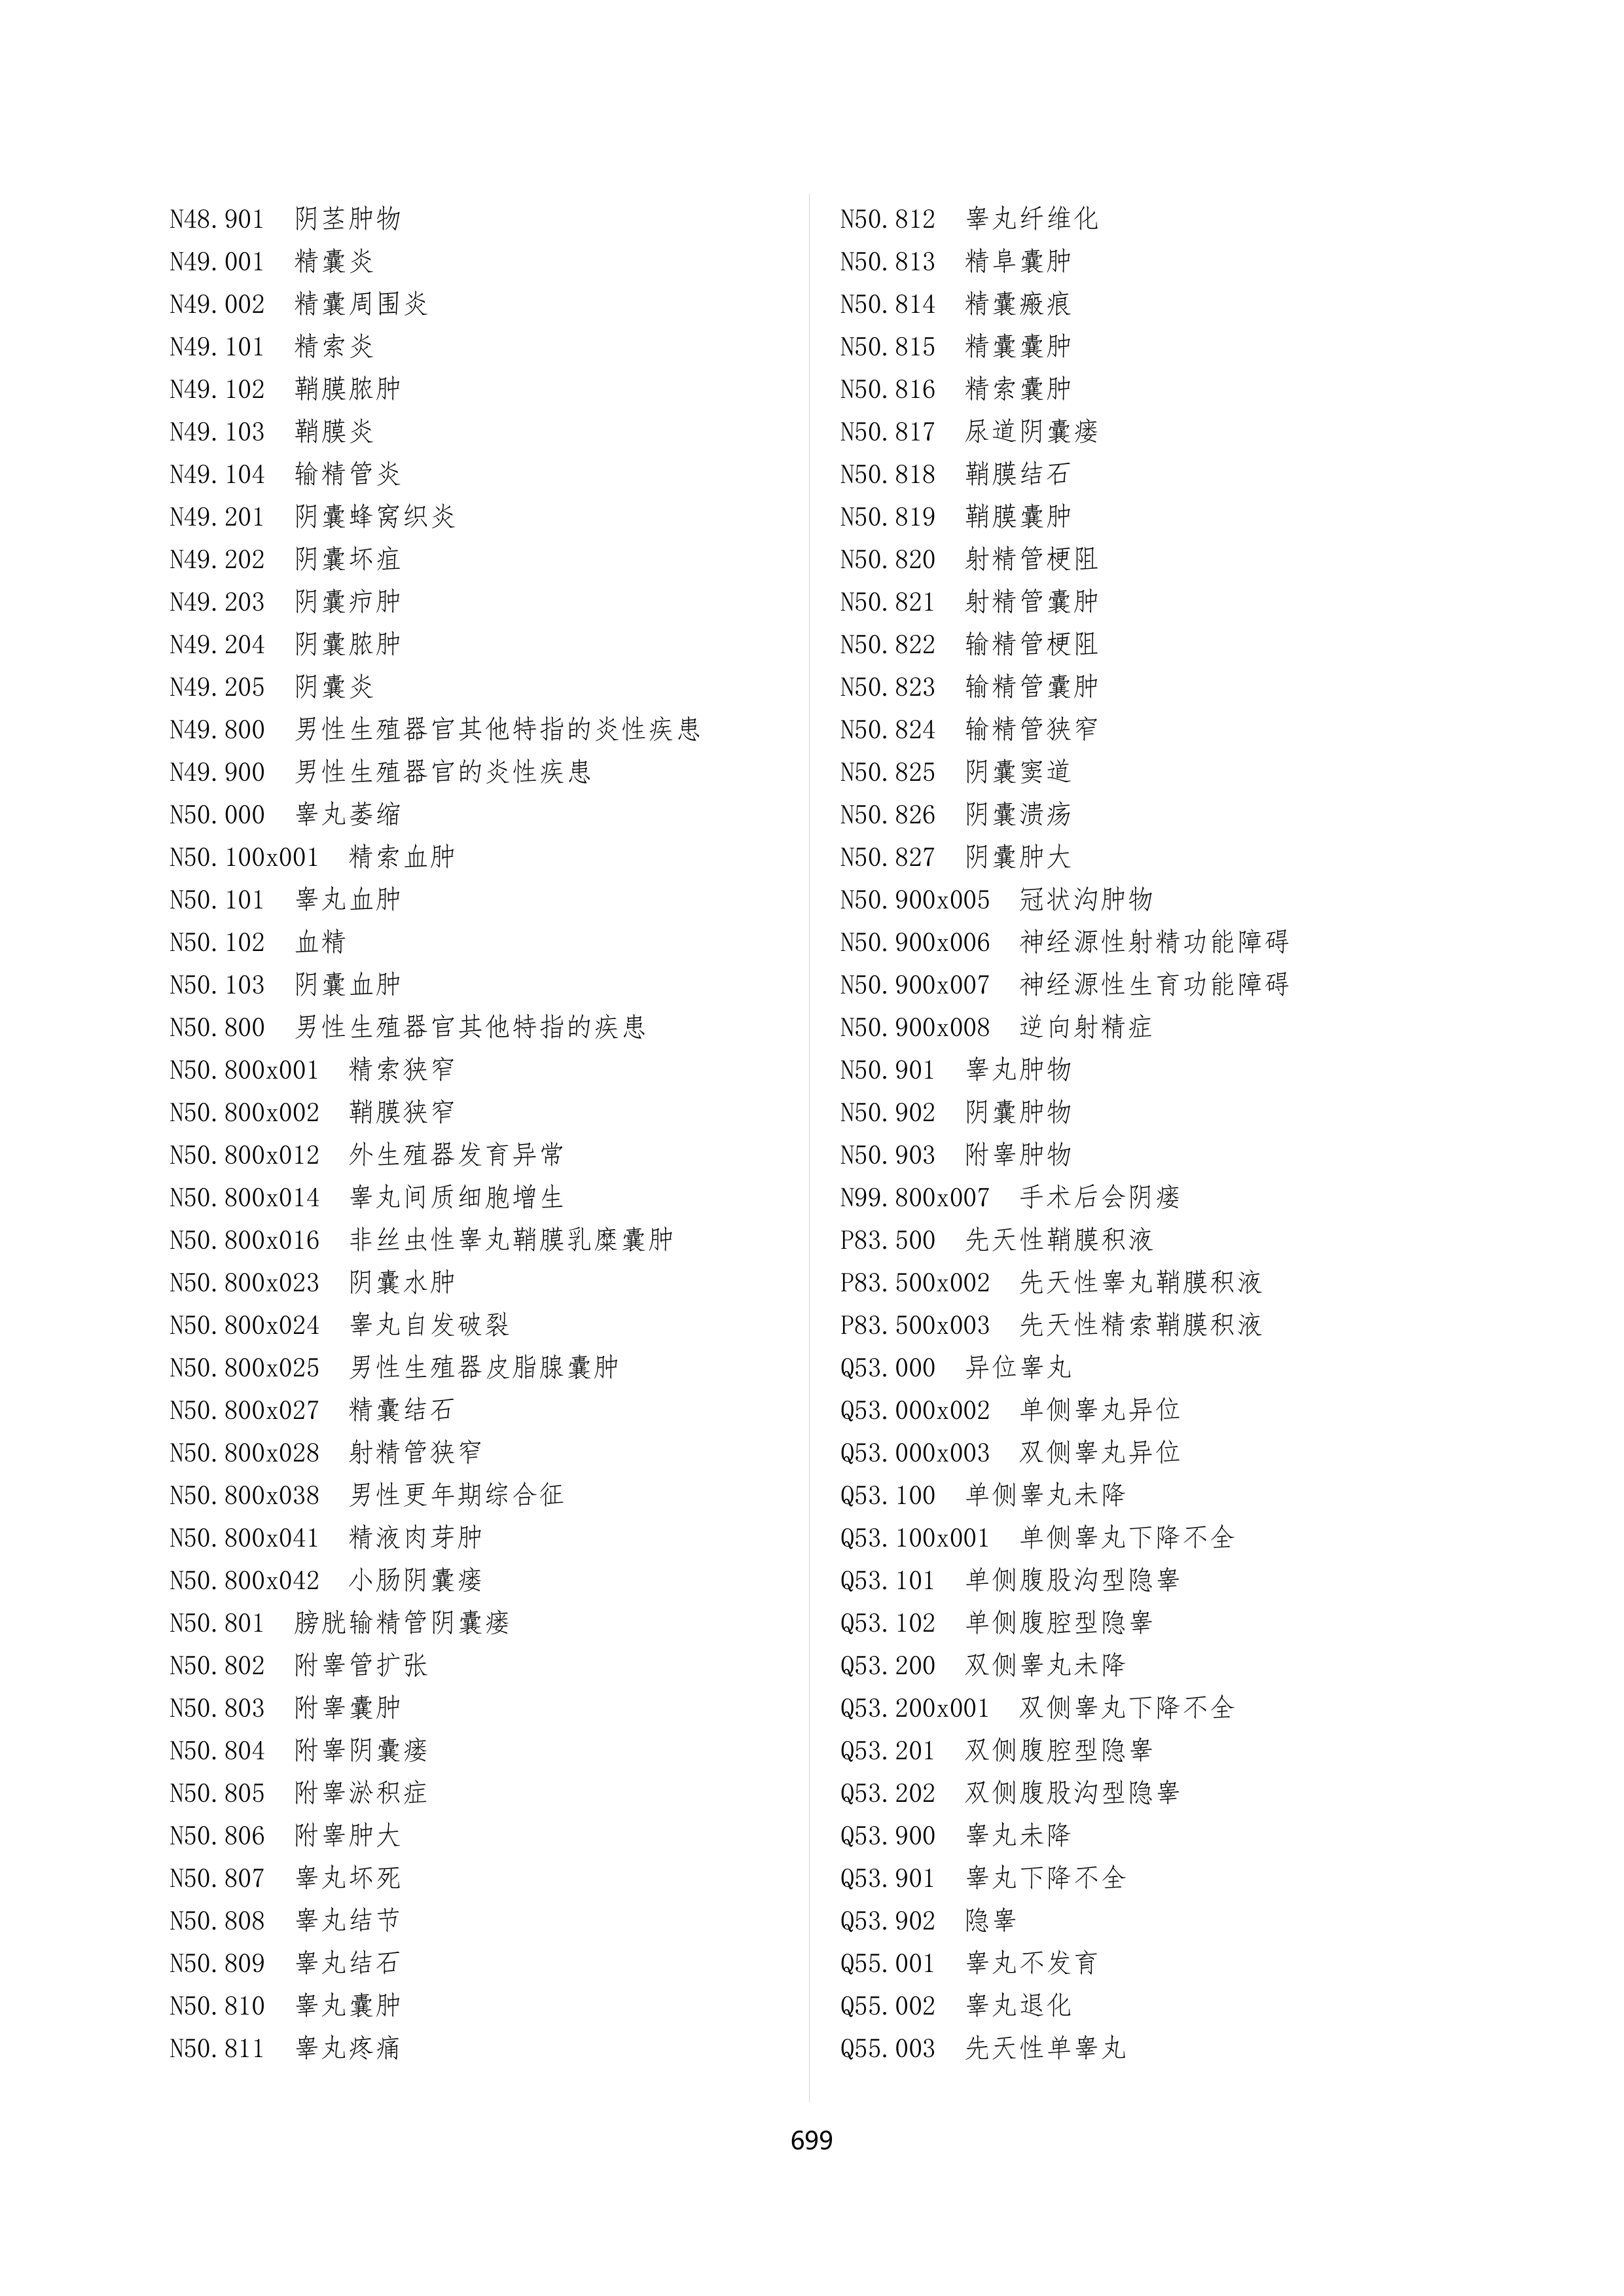 N48.901 阴茎肿物
N49.001 精囊炎
N49.002 精囊周围炎
N49.101 精索炎
N49.102 鞘膜脓肿
N49.103 鞘膜炎
N49.104 输精管炎
N49.201 阴囊蜂窝织炎
N49.202 阴囊坏疽
N49.203 阴囊疖肿
N49.204 阴囊脓肿
N49.205 阴囊炎
N49.800 男性生殖器官其他特指的炎性疾患
N49.900 男性生殖器官的炎性疾患
N50.000 睾丸萎缩
N50.100x001 精索血肿
N50.101 睾丸血肿
N50.102 血精
N50.103 阴囊血肿
N50.800 男性生殖器官其他特指的疾患
N50.800x001 精索狭窄
N50.800x002 鞘膜狭窄
N50.800x012 外生殖器发育异常
N50.800x014 睾丸间质细胞增生
N50.800x016 非丝虫性睾丸鞘膜乳糜囊肿
N50.800x023 阴囊水肿
N50.800x024 睾丸自发破裂
N50.800x025 男性生殖器皮脂腺囊肿
N50.800x027 精囊结石
N50.800x028 射精管狭窄
N50.800x038 男性更年期综合征
N50.800x041 精液肉芽肿
N50.800x042 小肠阴囊瘘
N50.801 膀胱输精管阴囊瘘
N50.802 附睾管扩张
N50.803 附睾囊肿
N50.804 附睾阴囊瘘
N50.805 附睾淤积症
N50.806 附睾肿大
N50.807 睾丸坏死
N50.808 睾丸结节
N50.809 睾丸结石
N50.810 睾丸囊肿
N50.811 睾丸疼痛
N50.812 睾丸纤维化
N50.813 精阜囊肿
N50.814 精囊瘢痕
N50.815 精囊囊肿
N50.816 精索囊肿
N50.817 尿道阴囊瘘
N50.818 鞘膜结石
N50.819 鞘膜囊肿
N50.820 射精管梗阻
N50.821 射精管囊肿
N50.822 输精管梗阻
N50.823 输精管囊肿
N50.824 输精管狭窄
N50.825 阴囊窦道
N50.826 阴囊溃疡
N50.827 阴囊肿大
N50.900x005 冠状沟肿物
N50.900x006 神经源性射精功能障碍
N50.900x007 神经源性生育功能障碍
N50.900x008 逆向射精症
N50.901 睾丸肿物
N50.902 阴囊肿物
N50.903 附睾肿物
N99.800x007 手术后会阴瘘
P83.500 先天性鞘膜积液
P83.500x002 先天性睾丸鞘膜积液
P83.500x003 先天性精索鞘膜积液
Q53.000 异位睾丸
Q53.000x002 单侧睾丸异位
Q53.000x003 双侧睾丸异位
Q53.100 单侧睾丸未降
Q53.100x001 单侧睾丸下降不全
Q53.101 单侧腹股沟型隐睾
Q53.102 单侧腹腔型隐睾
Q53.200 双侧睾丸未降
Q53.200x001 双侧睾丸下降不全
Q53.201 双侧腹腔型隐睾
Q53.202 双侧腹股沟型隐睾
Q53.900 睾丸未降
Q53.901 睾丸下降不全
Q53.902 隐睾
Q55.001 睾丸不发育
Q55.002 睾丸退化
Q55.003 先天性单睾丸
699